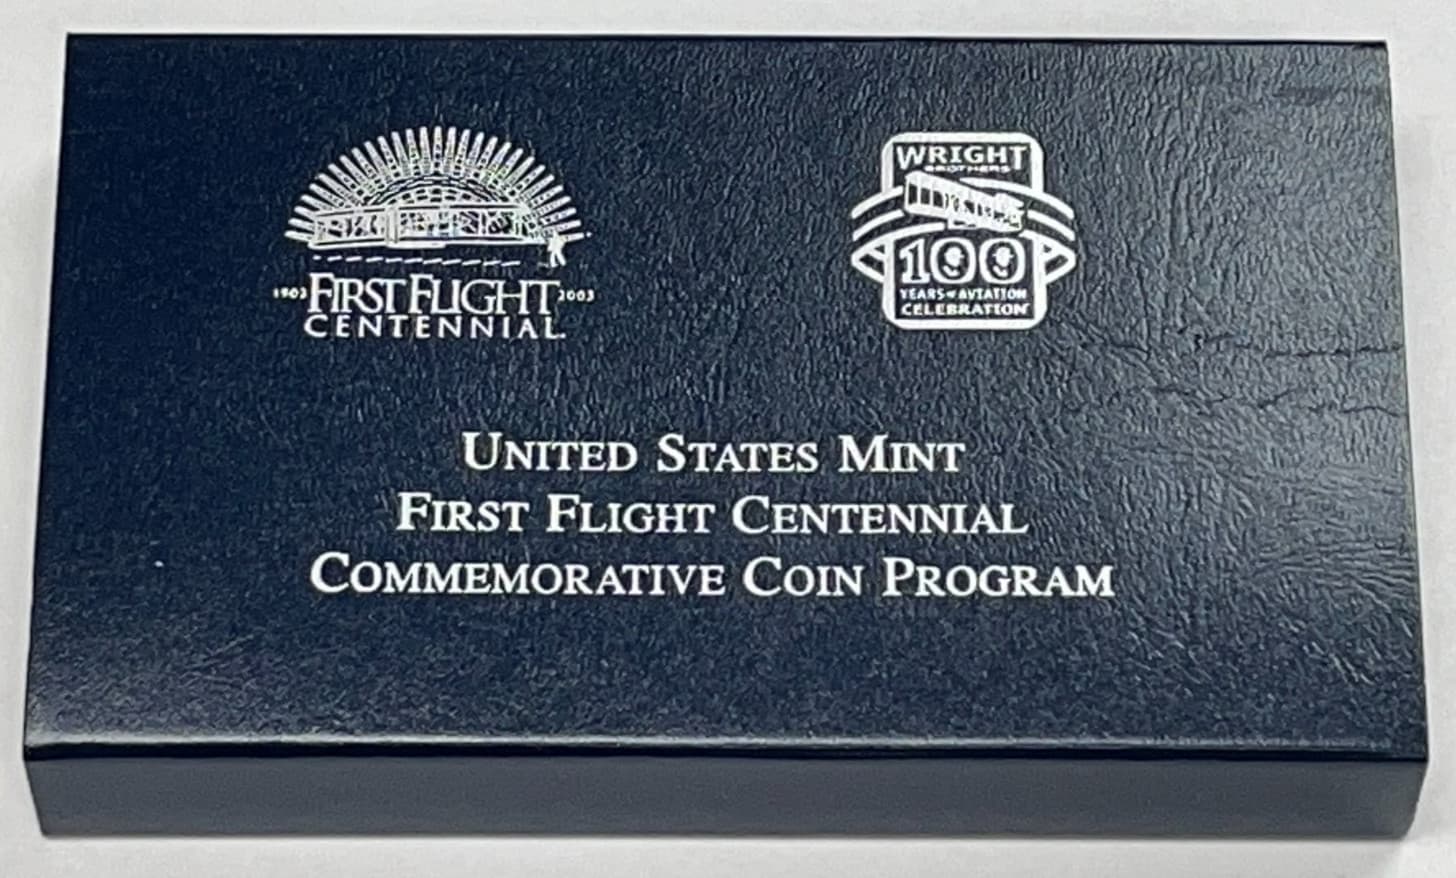 1903 FIRST FLIGHT 2003
CENTENNIAL
WRIGHT
BROTHERS
100
YEARS OF AVIATION
CELEBRATION
UNITED STATES MINT
FIRST FLIGHT CENTENNIAL
COMMEMORATIVE COIN PROGRAM